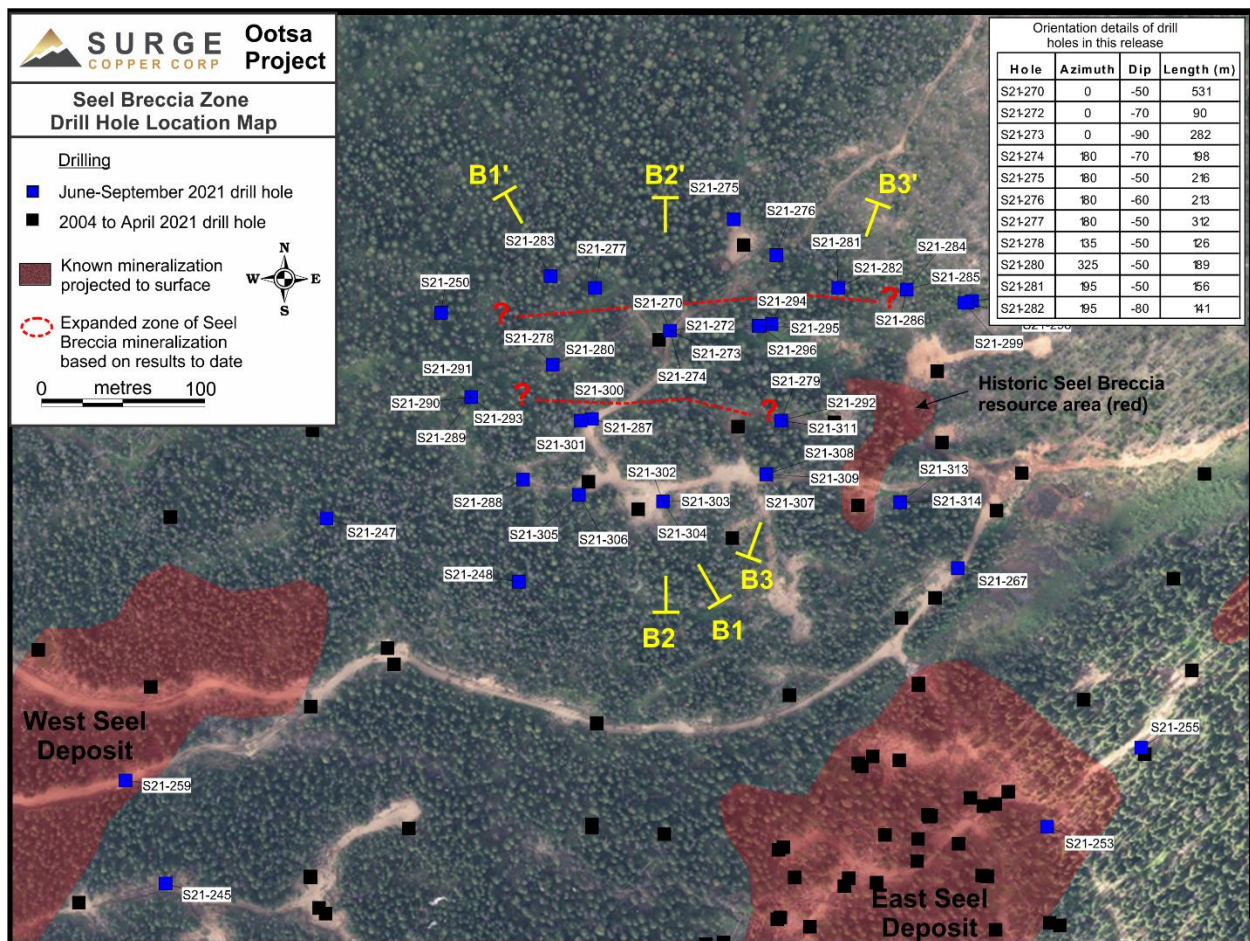 SURGE
COPPER CORP
Ootsa
Project
Seel Breccia Zone
Drill Hole Location Map
Drilling
June-September 2021 drill hole
2004 to April 2021 drill hole
Known mineralization
projected to surface
N
W E
S
Expanded zone of Seel
Breccia mineralization
based on results to date
0 metres 100
Orientation details of drill
holes in this release
Hole Azimuth Dip Length (m)
S21-270 0 -50 531
S21-272 0 -70 90
S21-273 0 -90 282
S21-274 180 -70 198
S21-275 180 -50 216
S21-276 180 -60 213
S21-277 180 -50 312
S21-278 135 -50 126
S21-280 325 -50 189
S21-281 195 -50 156
S21-282 195 -80 141
B1'
B2'
B3'
S21-275
S21-276
S21-283
S21-277
S21-281
S21-284
S21-282
S21-285
S21-250
?
S21-270
S21-294
?
S21-286
S21-272
S21-295
S21-278
S21-273
S21-296
S21-299
S21-280
S21-274
S21-291
S21-300
S21-279
Historic Seel Breccia
resource area (red)
?
?
S21-290
S21-293
S21-292
S21-289
S21-301
S21-287
S21-311
S21-308
S21-302
S21-309
S21-313
S21-288
S21-303
S21-307
S21-314
S21-247
S21-305
S21-306
S21-304
S21-248
B3
S21-267
B2
B1
West Seel
Deposit
S21-255
S21-259
S21-253
S21-245
East Seel
Deposit